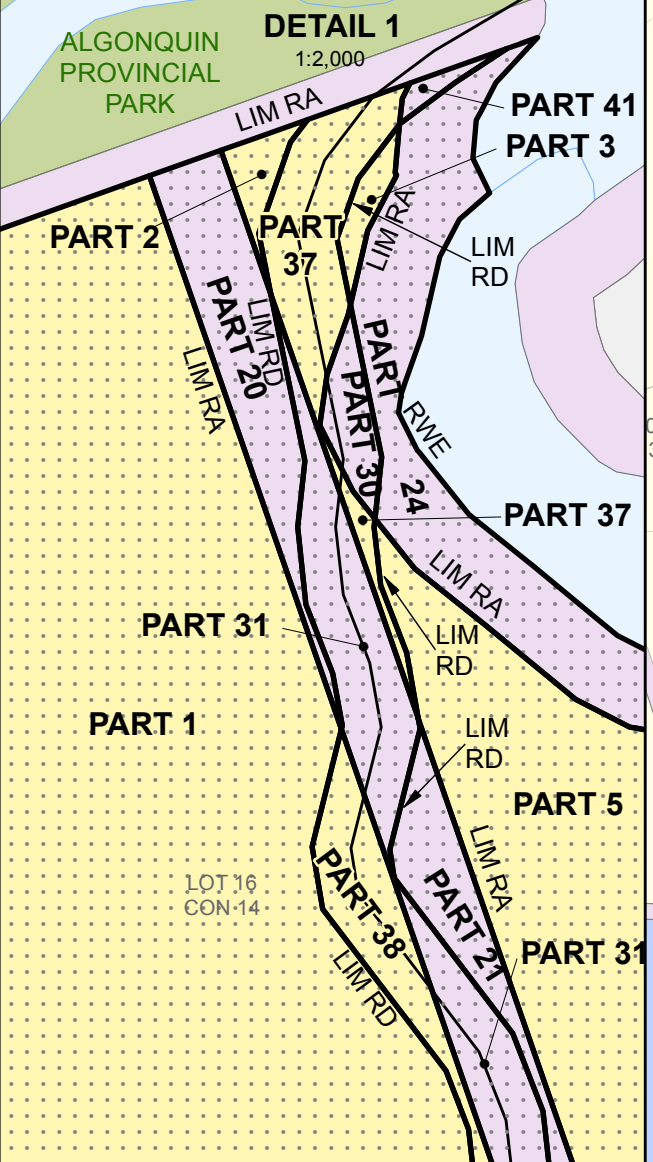 DETAIL 1
1:2,000
ALGONQUIN
PROVINCIAL
PARK
LIM RA
PART 41
PART 3
PART 2
PART
37
LIM RA
LIM
RD
PART 20
LIM RD
LIM RA
PART
24
PART 30
RWE
PART 37
LIM RA
PART 31
LIM
RD
PART 1
LIM
RD
PART 5
LOT 16
CON 14
PART 38
LIM RA
PART 21
PART 31
LIM RD